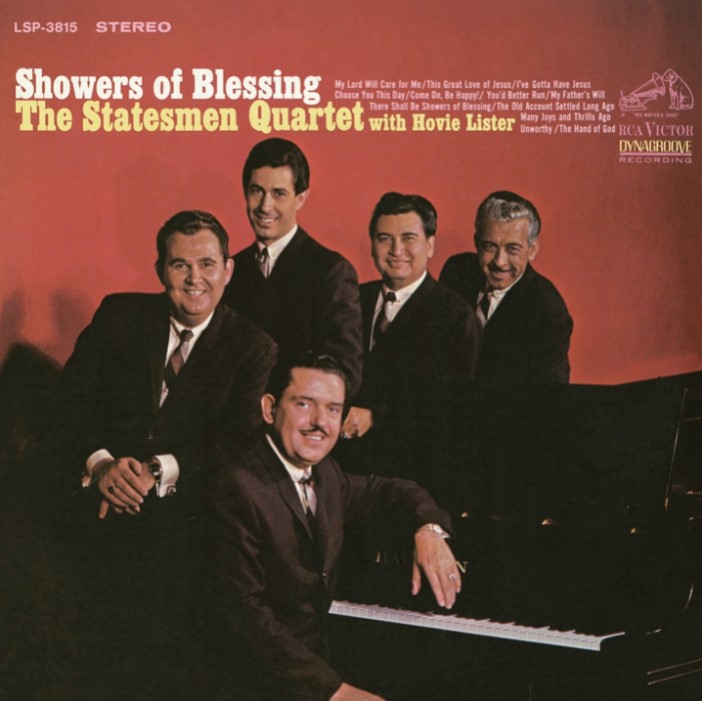 LSP-3815 STEREO
Showers of Blessing
The Statesmen Quartet with Hovie Lister
My Lord Will Care for Me/This Great Love of Jesus/I've Gotta Have Jesus
Choose You This Day/Come On, Be Happy!/ You'd Better Run/My Father's Will
There Shall Be Showers of Blessing/The Old Account Settled Long Ago
Many Joys and Thrills Ago
Unworthy /The Hand of God
"HIS MASTER'S VOICE"
RCA VICTOR
DYNAGROOVE
RECORDING